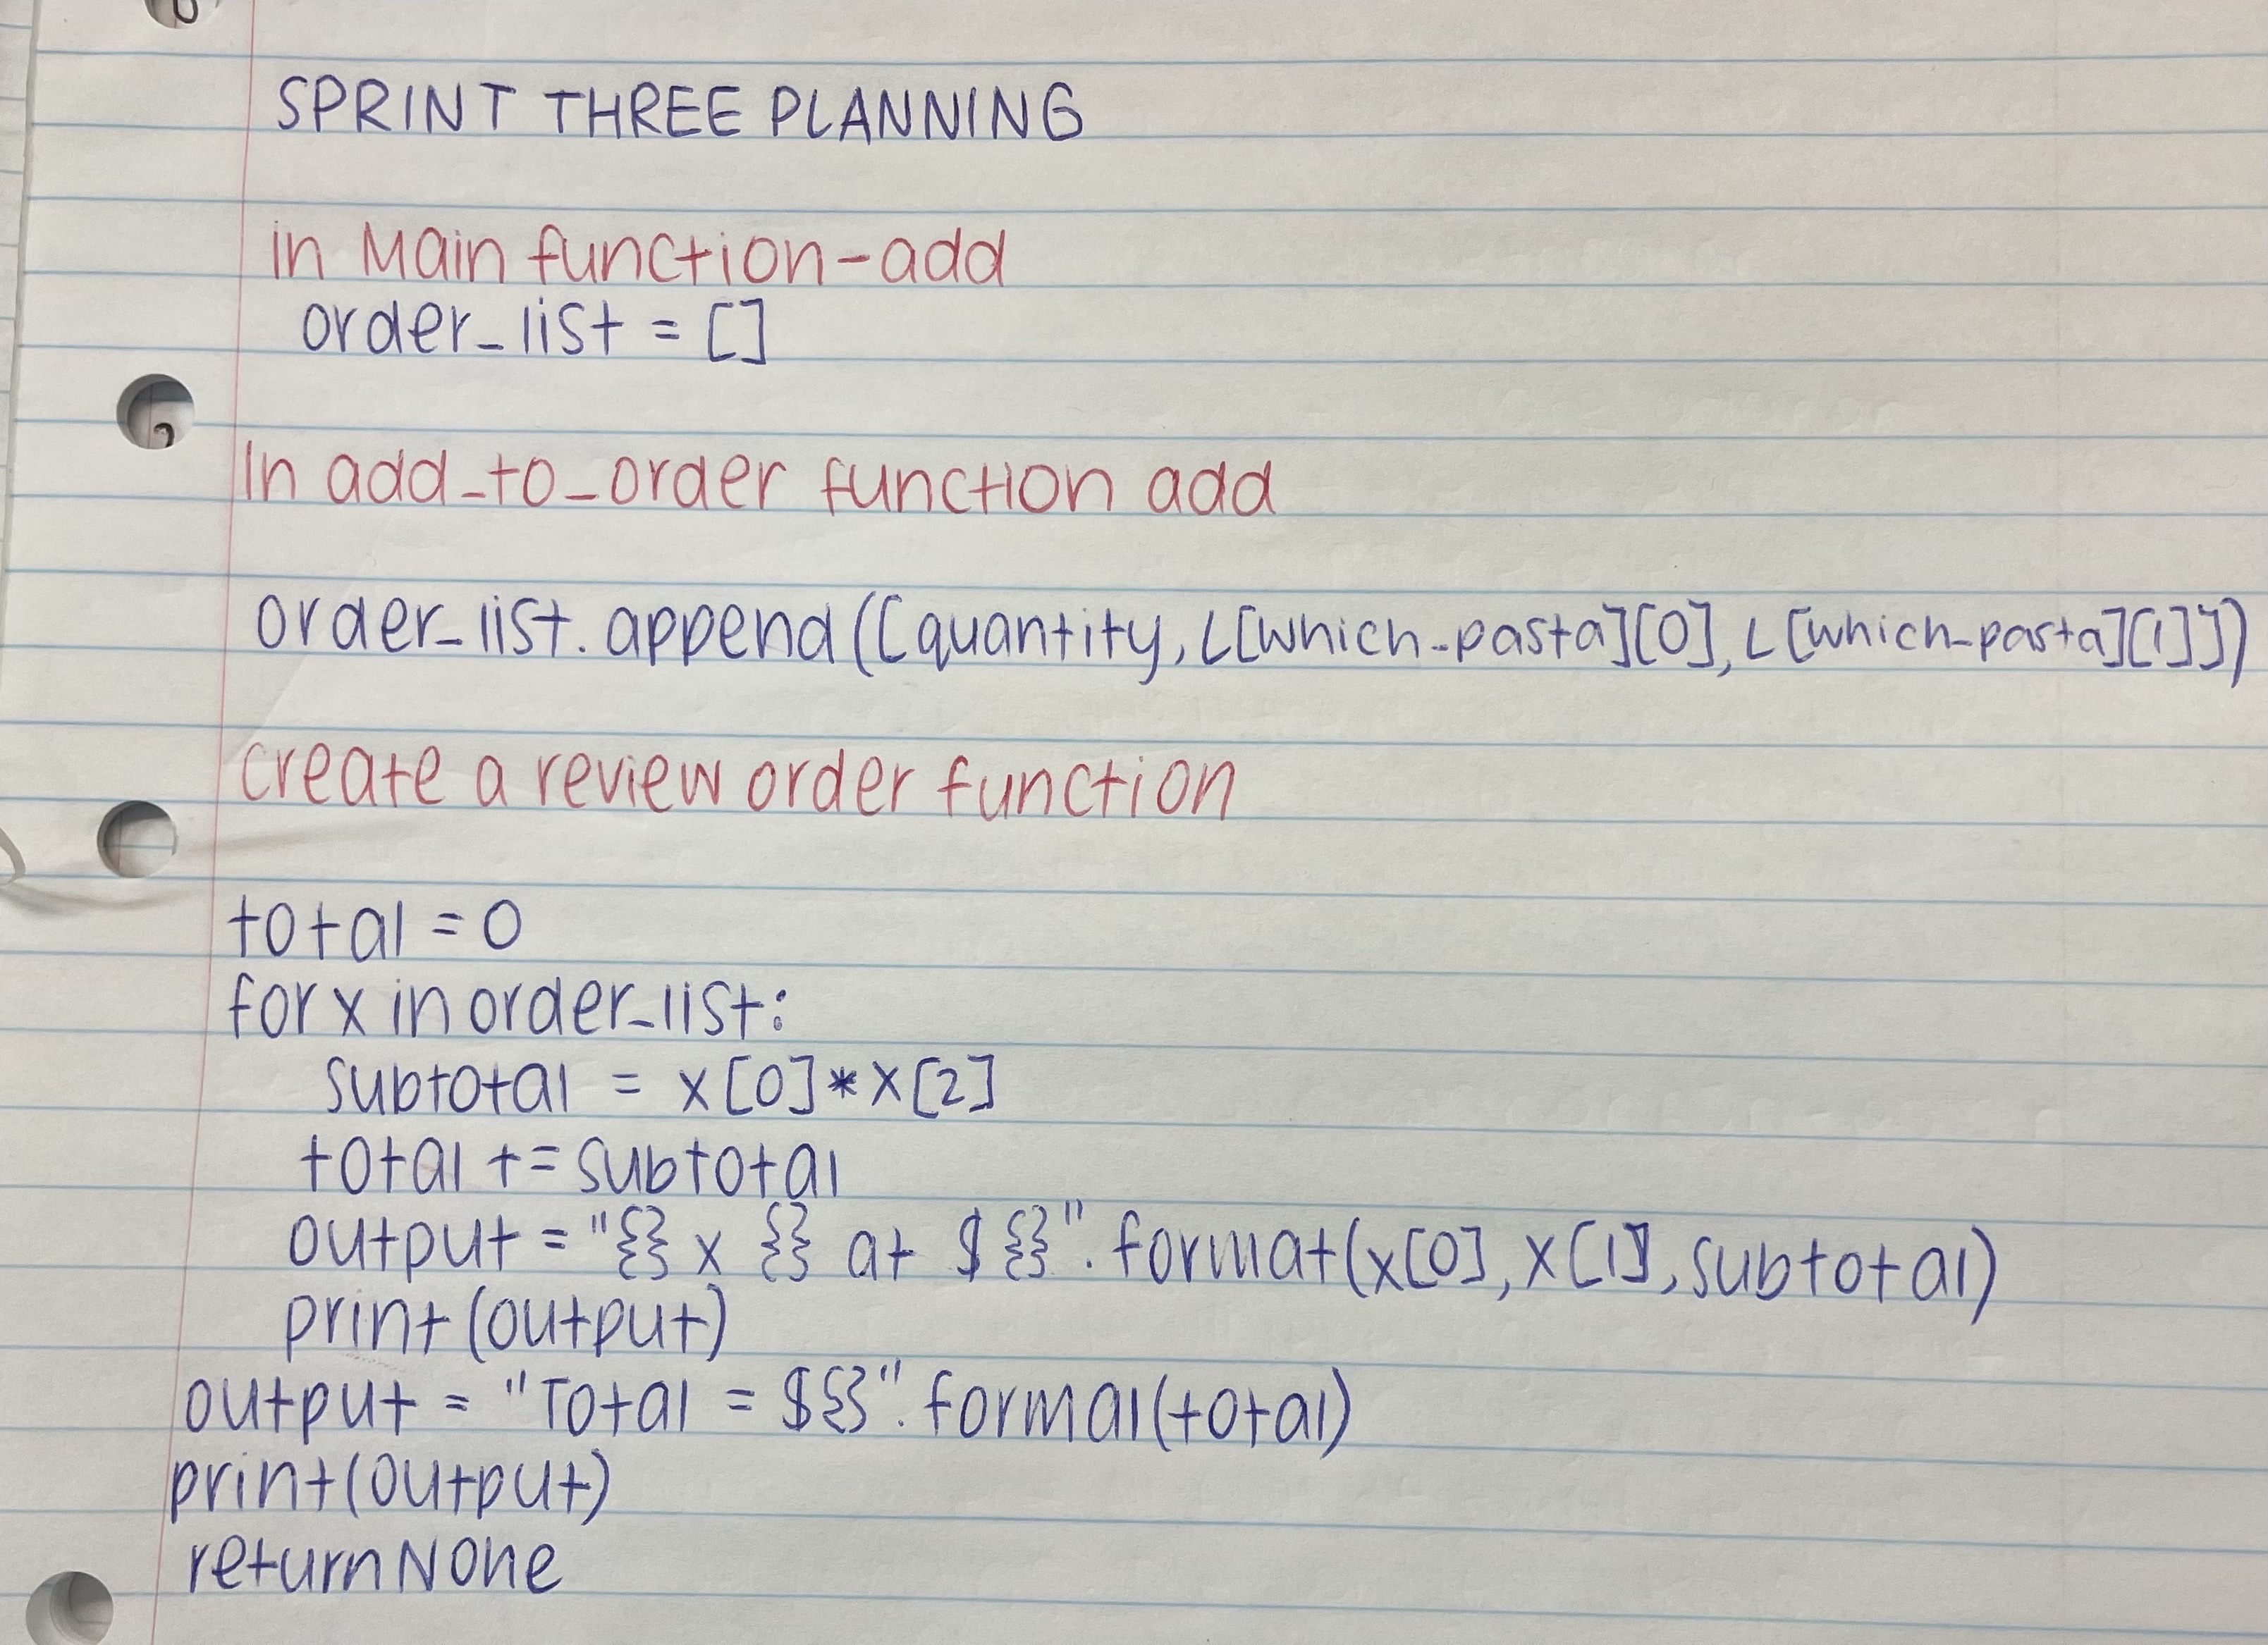 SPRINT THREE PLANNING
in Main function-add
order_list = []
In add_to_order function add
order_list.append([quantity, L[which_pasta][0], L[which_pasta][1]])
create a review order function
total = 0
for x in order_list:
subtotal = x[0]*x[2]
total += subtotal
output = "{} x {} at ${}".format(x[0], x[1], subtotal)
print(output)
output = "Total = ${}".formal(total)
print(output)
return None